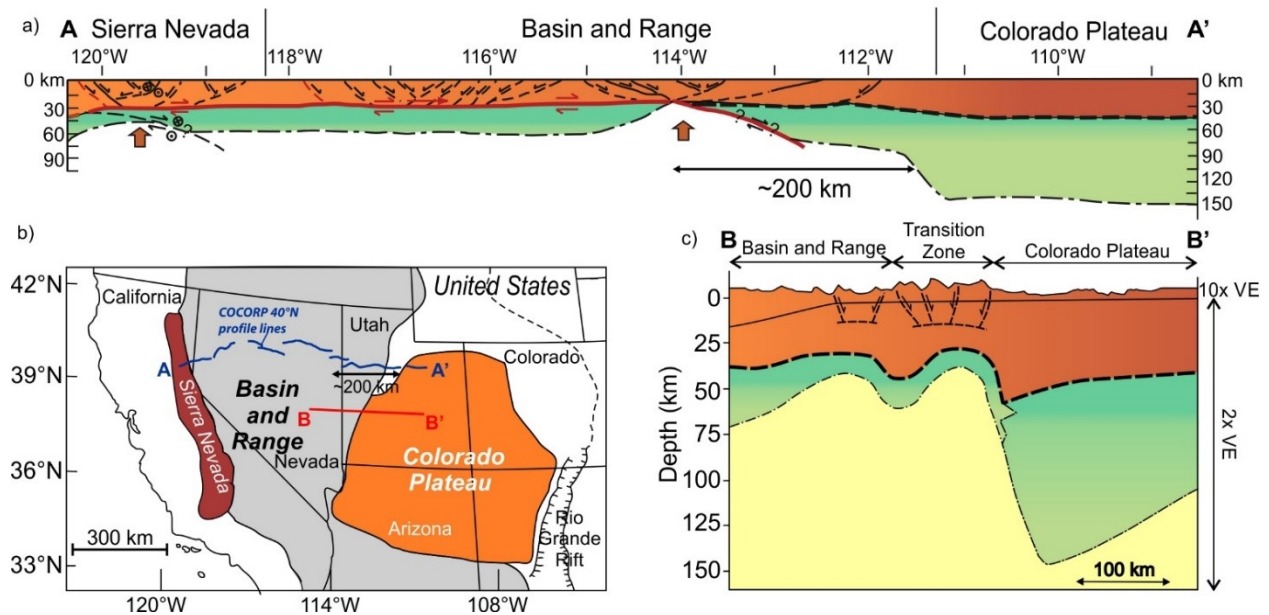 a) A Sierra Nevada Basin and Range Colorado Plateau A'
120°W 118°W 116°W 114°W 112°W 110°W
0 km 0 km
30 30
60 ? ? ? 60
90 90
120
150
~200 km
b)
42°N
39°N
36°N
33°N
California
United States
COCORP 40°N
profile lines
Utah
Colorado
A A'
~200 km
Sierra Nevada
Basin
and
Range
B B'
Nevada
Colorado
Plateau
Arizona
Rio
Grande
Rift
300 km
120°W 114°W 108°W
c) B B'
Transition
Basin and Range Zone Colorado Plateau
10x VE
0
25
50
75
100
125
150
Depth (km)
2x VE
100 km